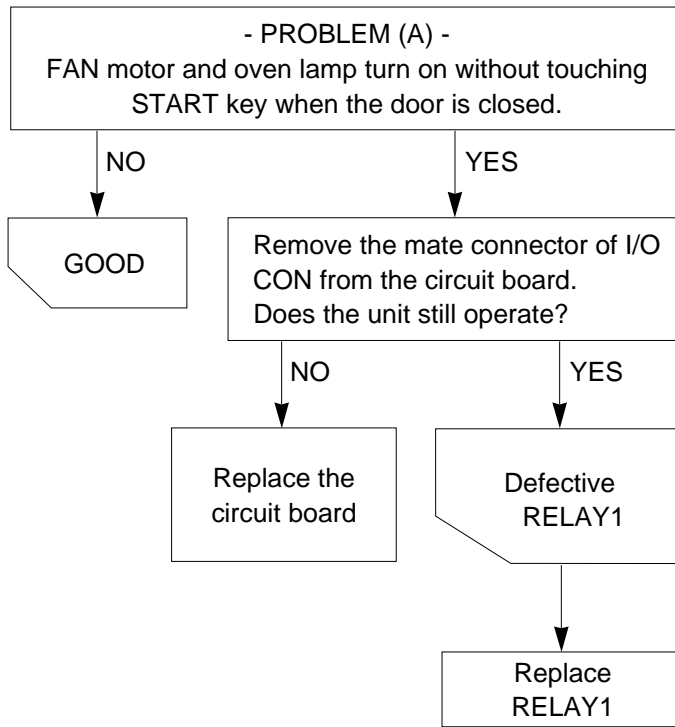 - PROBLEM (A) -
FAN motor and oven lamp turn on without touching
START key when the door is closed.
NO
YES
GOOD
Remove the mate connector of I/O
CON from the circuit board.
Does the unit still operate?
NO
YES
Replace the
circuit board
Defective
RELAY1
Replace
RELAY1